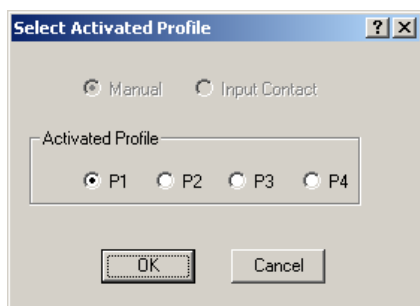 Select Activated Profile
Manual Input Contact
Activated Profile
P1 P2 P3 P4
OK Cancel